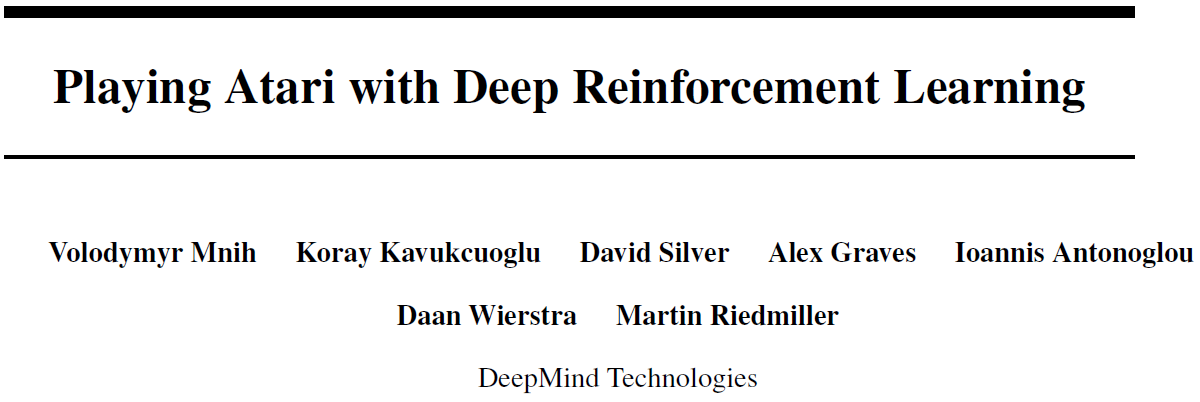 Playing Atari with Deep Reinforcement Learning
Volodymyr Mnih Koray Kavukcuoglu David Silver Alex Graves Ioannis Antonoglou
Daan Wierstra Martin Riedmiller
DeepMind Technologies